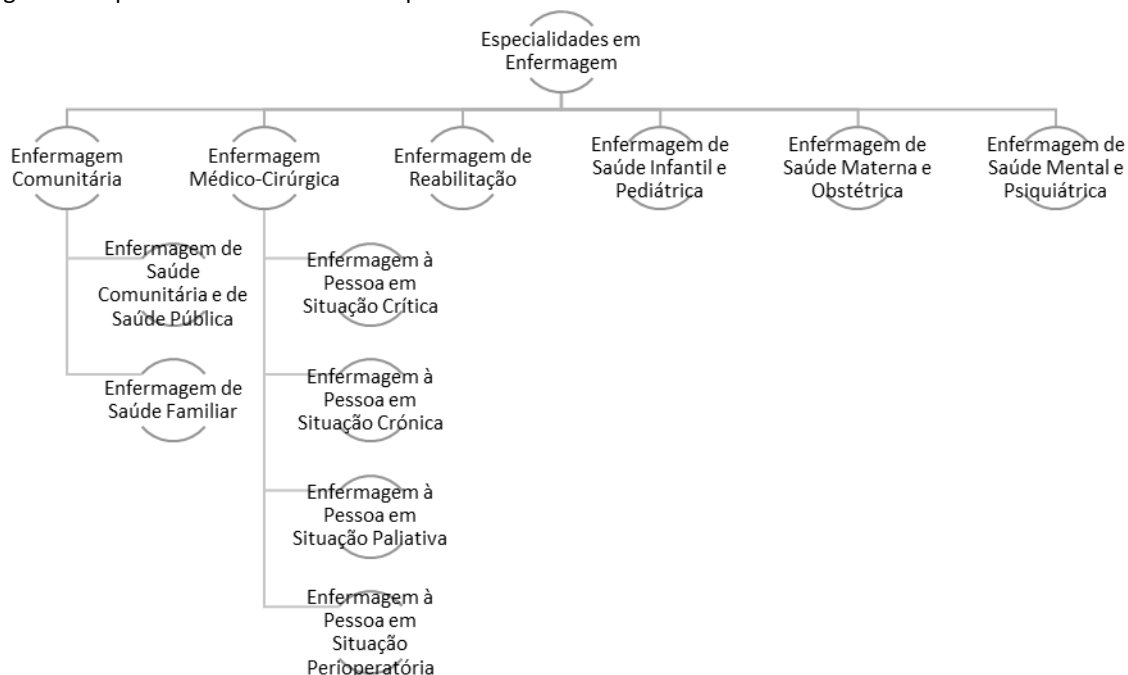 Especialidades em
Enfermagem
Enfermagem
Comunitária
Enfermagem
Médico-Cirúrgica
Enfermagem de
Reabilitação
Enfermagem de
Saúde Infantil e
Pediátrica
Enfermagem de
Saúde Materna e
Obstétrica
Enfermagem de
Saúde Mental e
Psiquiátrica
Enfermagem de
Saúde
Comunitária e de
Saúde Pública
Enfermagem de
Saúde Familiar
Enfermagem à
Pessoa em
Situação Crítica
Enfermagem à
Pessoa em
Situação Crónica
Enfermagem à
Pessoa em
Situação Paliativa
Enfermagem à
Pessoa em
Situação
Perioperatória